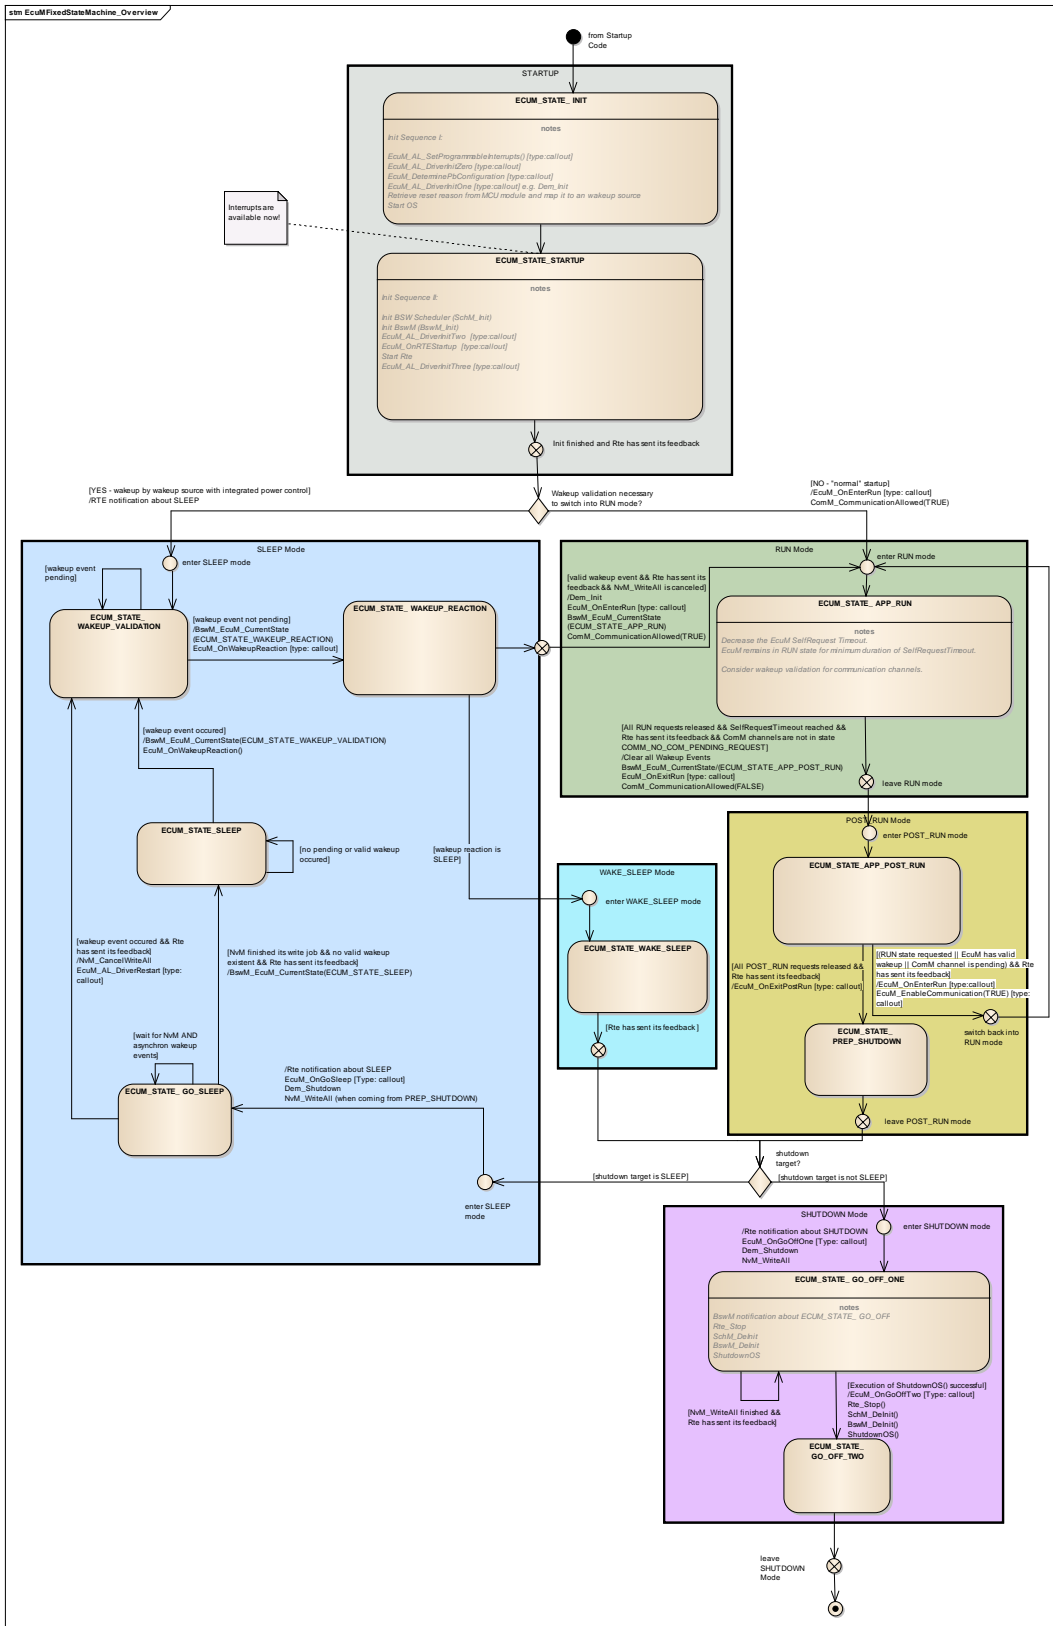 stm EcuMFixedStateMachine_Overview
from Startup
Code
STARTUP
ECUM_STATE_ INIT
notes
Init Sequence I:
EcuM_AL_SetProgrammableInterrupts() [type:callout]
EcuM_AL_DriverInitZero [type:callout]
EcuM_DeterminePbConfiguration [type:callout]
EcuM_AL_DriverInitOne [type:callout] e.g. Dem_Init
Retrieve reset reason from MCU module and map it to an wakeup source
Start OS
Interrupts are
available now!
ECUM_STATE_STARTUP
notes
Init Sequence II:
Init BSW Scheduler (SchM_Init)
Init BswM (BswM_Init)
EcuM_AL_DriverInitTwo  [type:callout]
EcuM_OnRTEStartup  [type:callout]
Start Rte
EcuM_AL_DriverInitThree [type:callout]
Init finished and Rte has sent its feedback
[YES - wakeup by wakeup source with integrated power control]
/RTE notification about SLEEP
Wakeup validation necessary
to switch into RUN mode?
[NO - "normal" startup]
/EcuM_OnEnterRun [type: callout]
ComM_CommunicationAllowed(TRUE)
SLEEP Mode
enter SLEEP mode
[wakeup event
pending]
ECUM_STATE_
WAKEUP_VALIDATION
[wakeup event not pending]
/BswM_EcuM_CurrentState
(ECUM_STATE_WAKEUP_REACTION)
EcuM_OnWakeupReaction [type: callout]
ECUM_STATE_ WAKEUP_REACTION
RUN Mode
enter RUN mode
[valid wakeup event && Rte has sent its
feedback && NvM_WriteAll is canceled]
/Dem_Init
EcuM_OnEnterRun [type: callout]
BswM_EcuM_CurrentState
(ECUM_STATE_APP_RUN)
ComM_CommunicationAllowed(TRUE)
ECUM_STATE_ APP_RUN
notes
Decrease the EcuM SelfRequest Timeout.
EcuM remains in RUN state for minimum duration of SelfRequestTimeout.
Consider wakeup validation for communication channels.
[All RUN requests released && SelfRequestTimeout reached &&
Rte has sent its feedback && ComM channels are not in state
COMM_NO_COM_PENDING_REQUEST]
/Clear all Wakeup Events
BswM_EcuM_CurrentState/(ECUM_STATE_APP_POST_RUN)
EcuM_OnExitRun [type: callout]
ComM_CommunicationAllowed(FALSE)
leave RUN mode
[wakeup event occured]
/BswM_EcuM_CurrentState(ECUM_STATE_WAKEUP_VALIDATION)
EcuM_OnWakeupReaction()
ECUM_STATE_SLEEP
[no pending or valid wakeup
occured]
[wakeup reaction is
SLEEP]
POST_RUN Mode
enter POST_RUN mode
ECUM_STATE_APP_POST_RUN
WAKE_SLEEP Mode
enter WAKE_SLEEP mode
ECUM_STATE_WAKE_SLEEP
[Rte has sent its feedback ]
[All POST_RUN requests released &&
Rte has sent its feedback]
/EcuM_OnExitPostRun [type: callout]
[(RUN state requested || EcuM has valid
wakeup || ComM channel is pending) && Rte
has sent its feedback]
/EcuM_OnEnterRun [type:callout]
EcuM_EnableCommunication(TRUE) [type:
callout]
switch back into
RUN mode
ECUM_STATE_
PREP_SHUTDOWN
leave POST_RUN mode
[wakeup event occured && Rte
has sent its feedback]
/NvM_CancelWriteAll
EcuM_AL_DriverRestart [type:
callout]
[NvM finished its write job && no valid wakeup
existent && Rte has sent its feedback]
/BswM_EcuM_CurrentState(ECUM_STATE_SLEEP)
[wait for NvM AND
asynchron wakeup
events]
ECUM_STATE_ GO_SLEEP
/Rte notification about SLEEP
EcuM_OnGoSleep [Type: callout]
Dem_Shutdown
NvM_WriteAll (when coming from PREP_SHUTDOWN)
enter SLEEP
mode
[shutdown target is SLEEP]
shutdown
target?
[shutdown target is not SLEEP]
SHUTDOWN Mode
enter SHUTDOWN mode
/Rte notification about SHUTDOWN
EcuM_OnGoOffOne [Type: callout]
Dem_Shutdown
NvM_WriteAll
ECUM_STATE_ GO_OFF_ONE
notes
BswM notification about ECUM_STATE_ GO_OFF
Rte_Stop
SchM_DeInit
BswM_DeInit
ShutdownOS
[NvM_WriteAll finished &&
Rte has sent its feedback]
[Execution of ShutdownOS() successful]
/EcuM_OnGoOffTwo [Type: callout]
Rte_Stop()
SchM_DeInit()
BswM_DeInit()
ShutdownOS()
ECUM_STATE_
GO_OFF_TWO
leave
SHUTDOWN
Mode